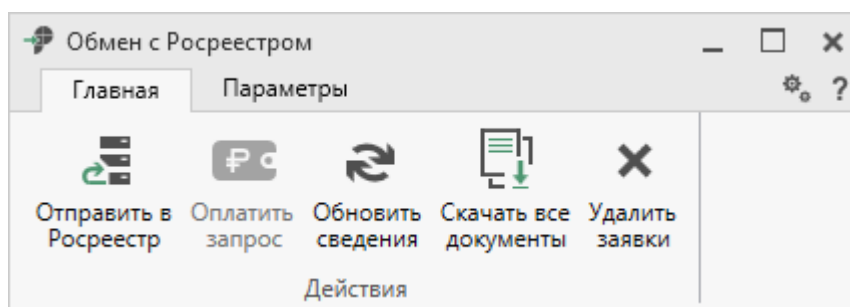 Обмен с Росреестром
Главная Параметры ?
Отправить в Оплатить Обновить Скачать все Удалить
Росреестр запрос сведения документы заявки
Действия